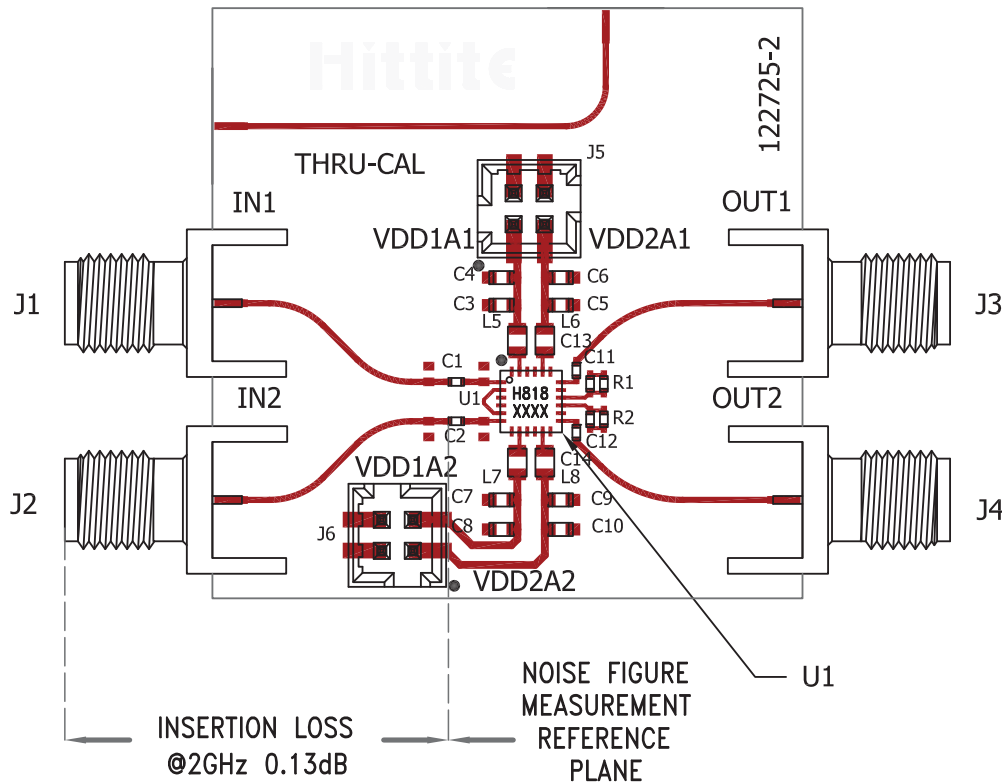 Hittite
122725-2
THRU-CAL
J5
IN1
OUT1
VDD1A1
VDD2A1
C4
C6
C3
C5
J1
J3
L5
L6
C13
C1
C11
U1
H818
XXXX
R1
IN2
OUT2
R2
C2
C12
VDD1A2
C14
L7
L8
J2
C7
C9
J4
J6
C8
C10
VDD2A2
U1
NOISE FIGURE
MEASUREMENT
REFERENCE
PLANE
INSERTION LOSS
@2GHz 0.13dB